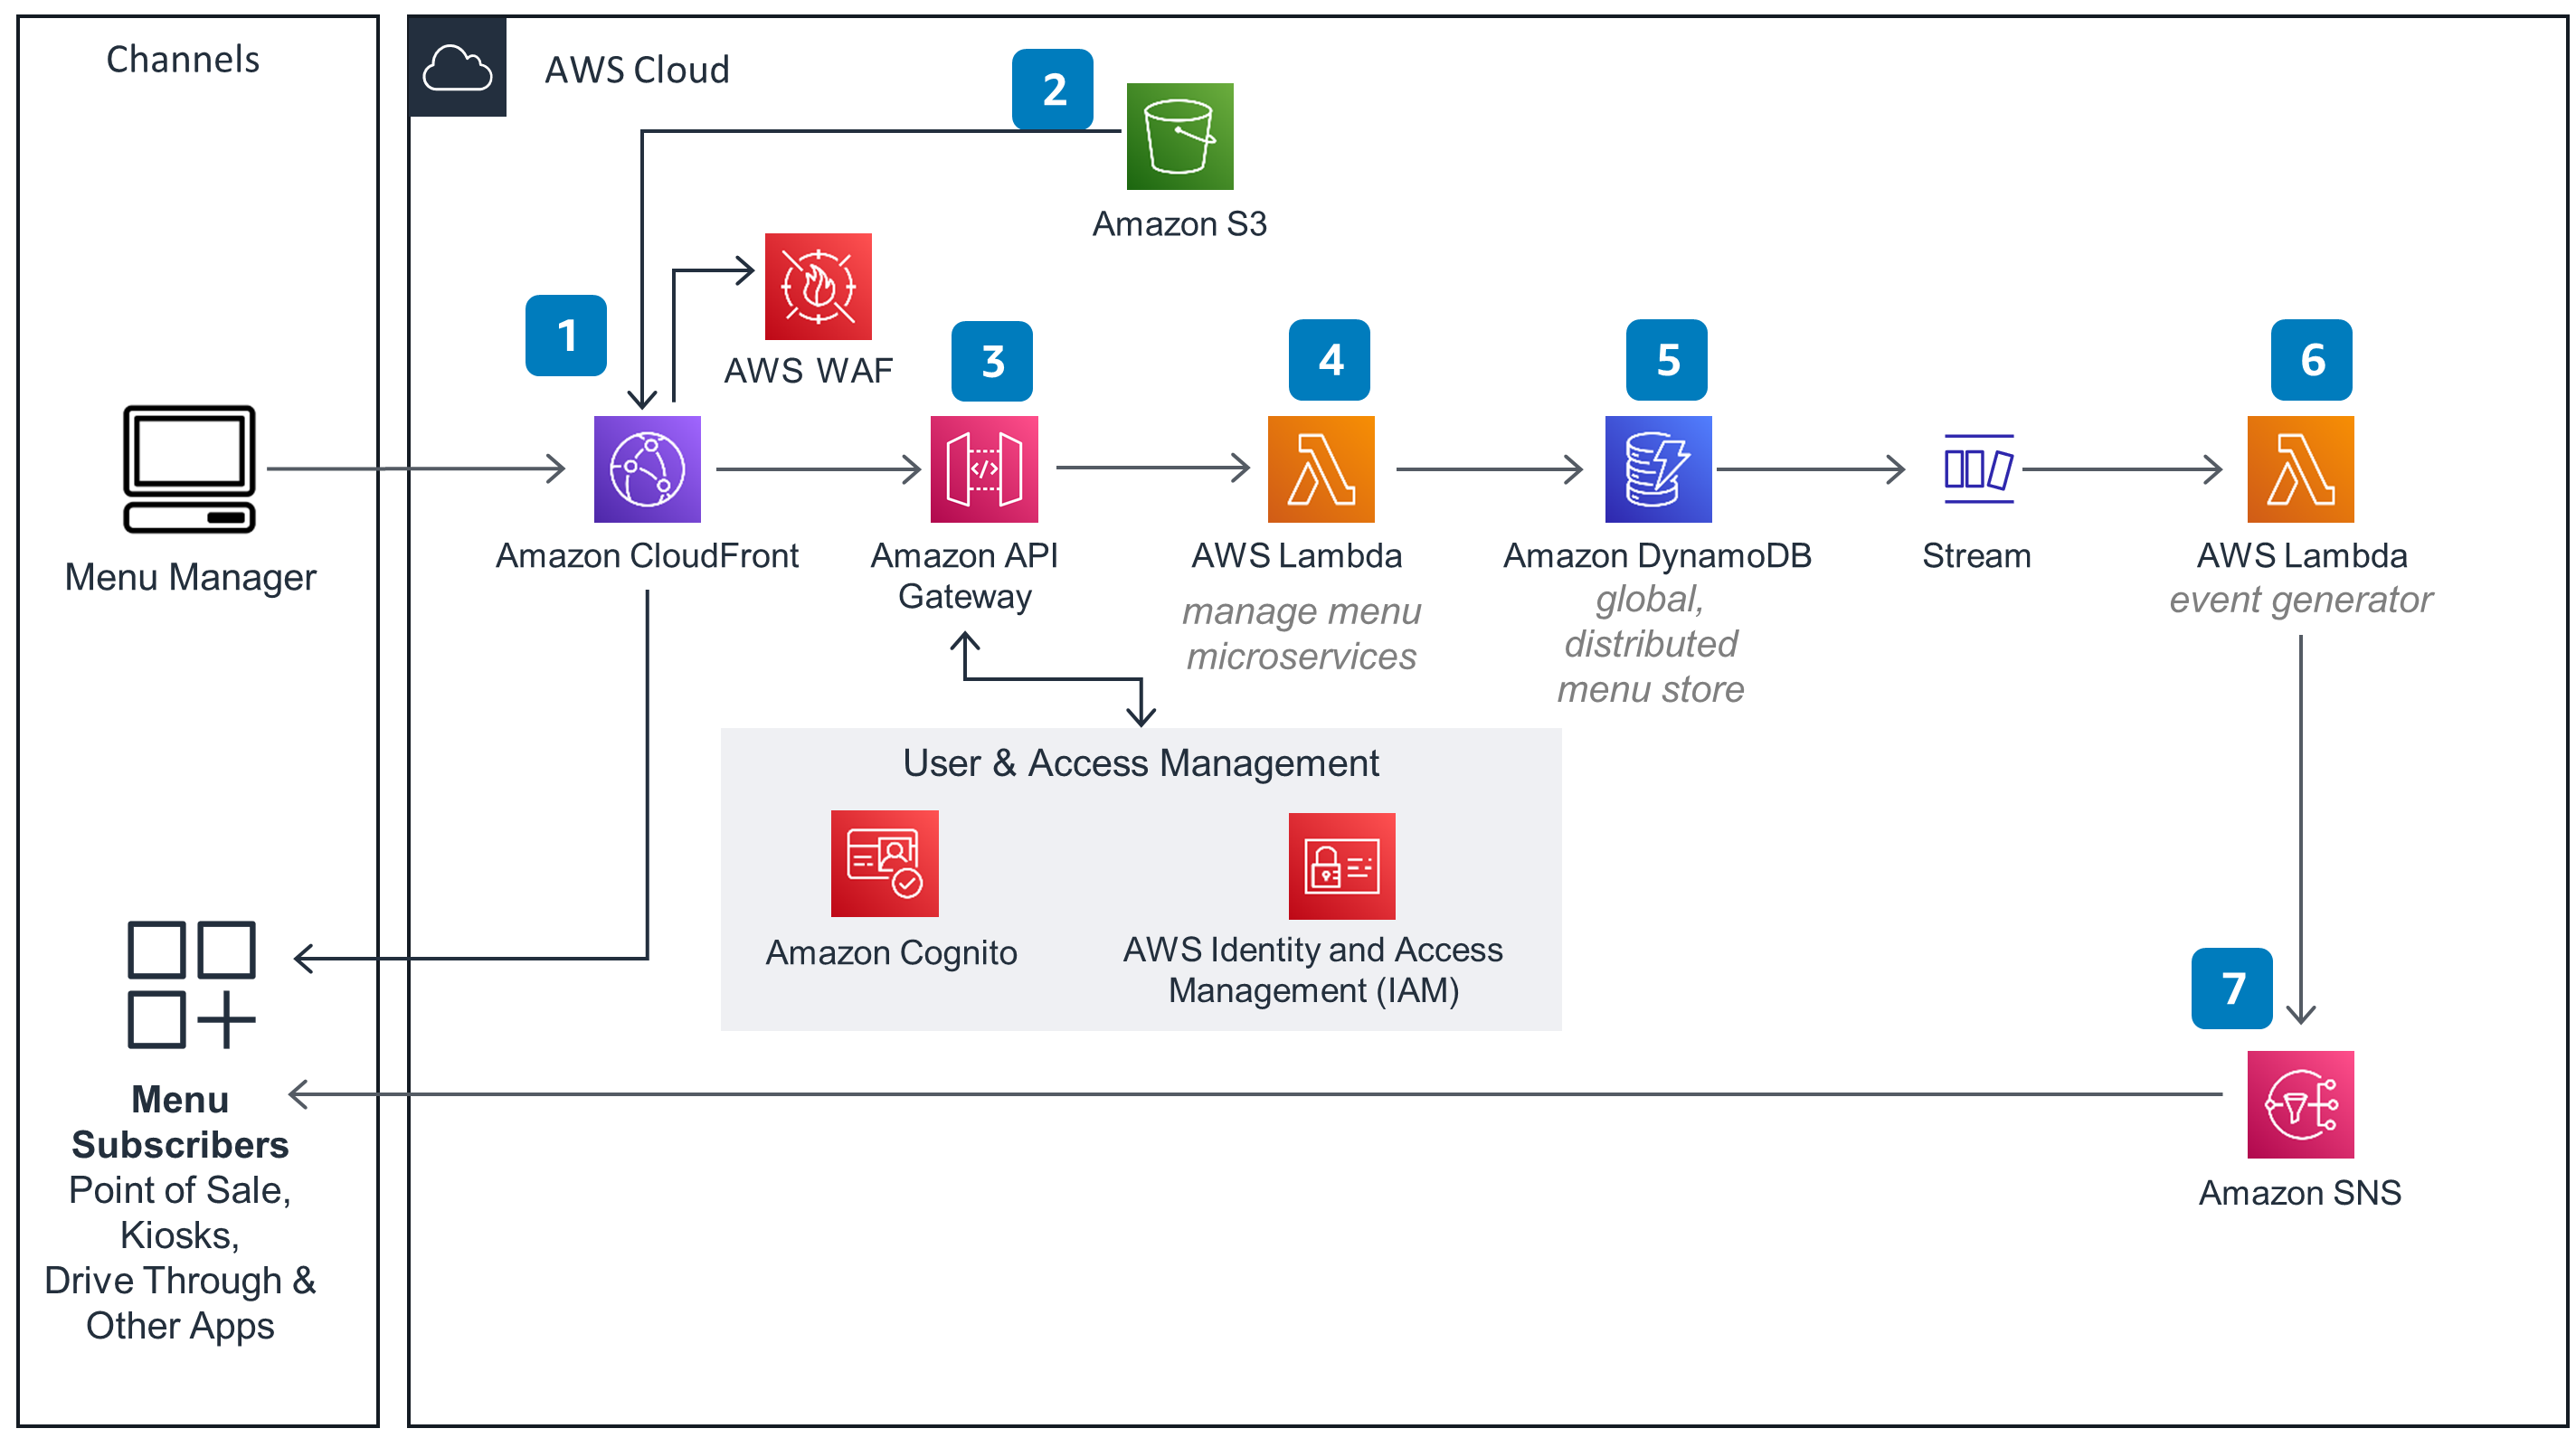 Channels
AWS Cloud
2
Amazon S3
1
AWS WAF
3
4
5
6
Menu Manager
Amazon CloudFront
Amazon API
Gateway
AWS Lambda
manage menu
microservices
Amazon DynamoDB
global,
distributed
menu store
Stream
AWS Lambda
event generator
User & Access Management
Amazon Cognito
AWS Identity and Access
Management (IAM)
7
Amazon SNS
Menu
Subscribers
Point of Sale,
Kiosks,
Drive Through &
Other Apps